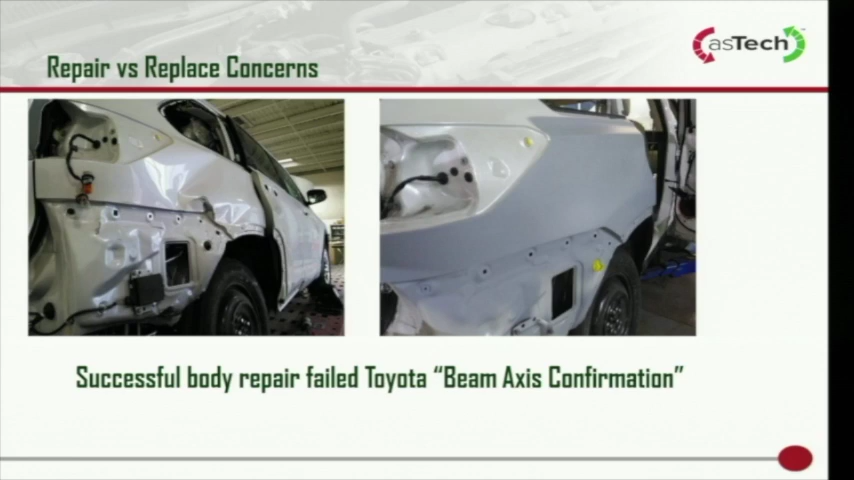 Repair vs Replace Concerns
asTech
Successful body repair failed Toyota “Beam Axis Confirmation”